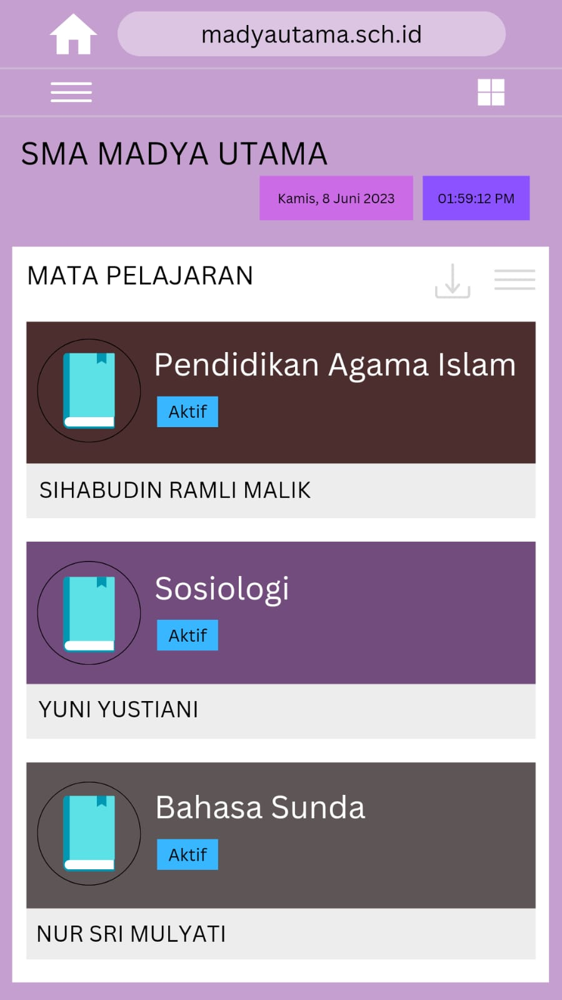 madyautama.sch.id
SMA MADYA UTAMA
Kamis, 8 Juni 2023
01:59:12 PM
MATA PELAJARAN
Pendidikan Agama Islam
Aktif
SIHABUDIN RAMLI MALIK
Sosiologi
Aktif
YUNI YUSTIANI
Bahasa Sunda
Aktif
NUR SRI MULYATI